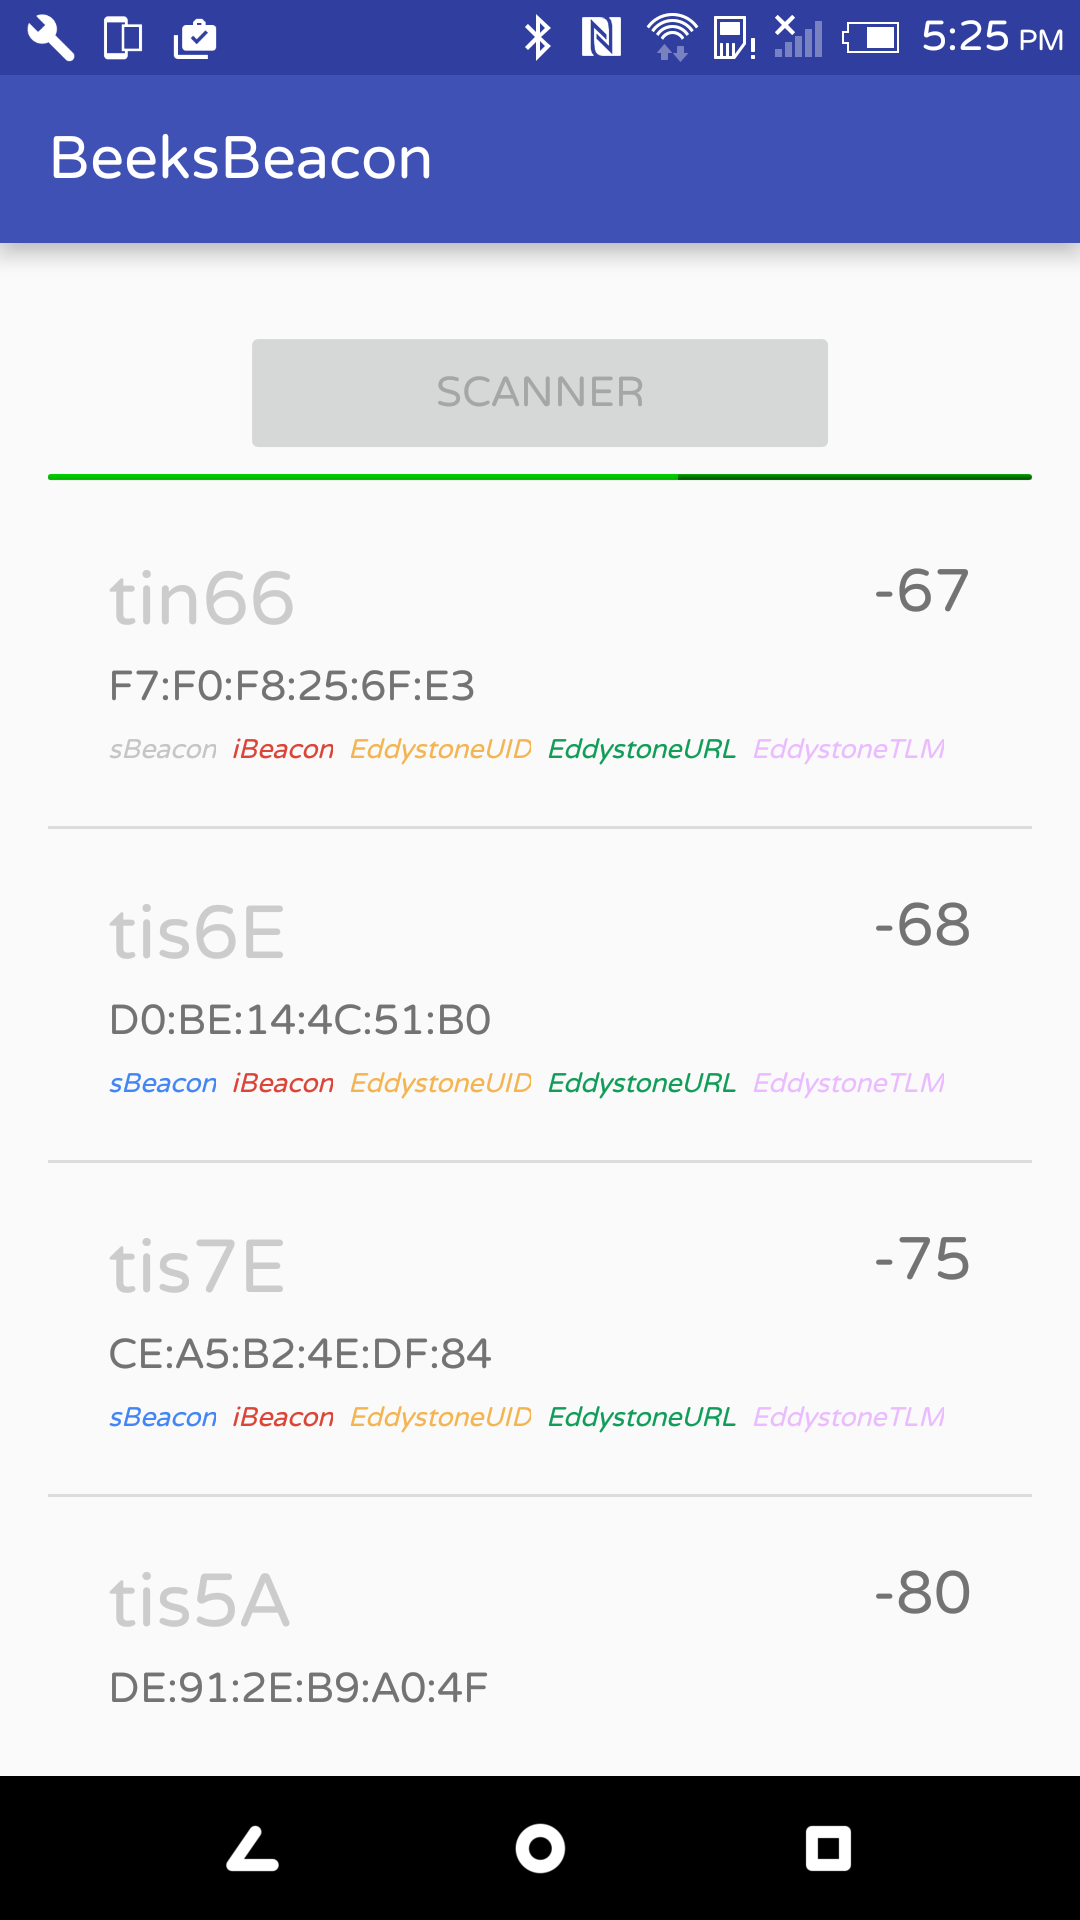 5:25 PM
BeeksBeacon
SCANNER
tin66 -67
F7:F0:F8:25:6F:E3
sBeacon iBeacon EddystoneUID EddystoneURL EddystoneTLM
tis6E -68
D0:BE:14:4C:51:B0
sBeacon iBeacon EddystoneUID EddystoneURL EddystoneTLM
tis7E -75
CE:A5:B2:4E:DF:84
sBeacon iBeacon EddystoneUID EddystoneURL EddystoneTLM
tis5A -80
DE:91:2E:B9:A0:4F